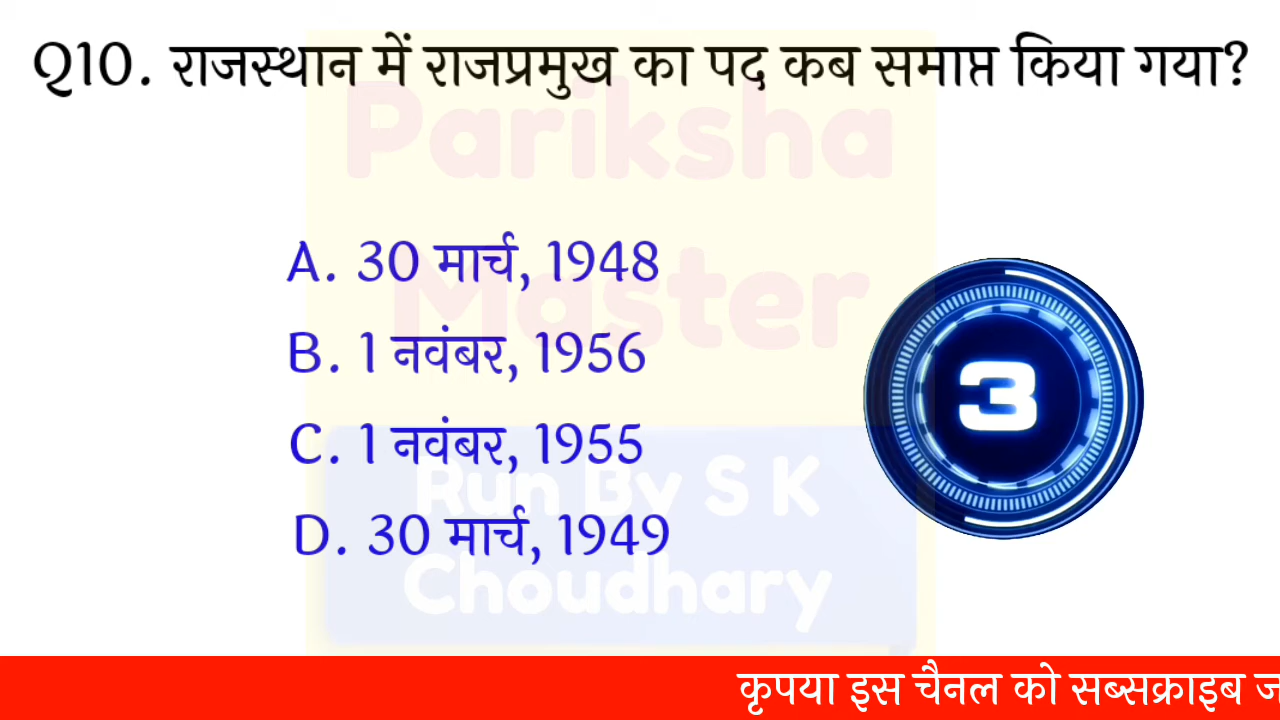 Q10. राजस्थान में राजप्रमुख का पद कब समाप्त किया गया?
Pariksha
Master
A. 30 मार्च, 1948
B. 1 नवंबर, 1956
3
C. 1 नवंबर, 1955
Run By S K
D. 30 मार्च, 1949
Choudhary
कृपया इस चैनल को सब्सक्राइब ज